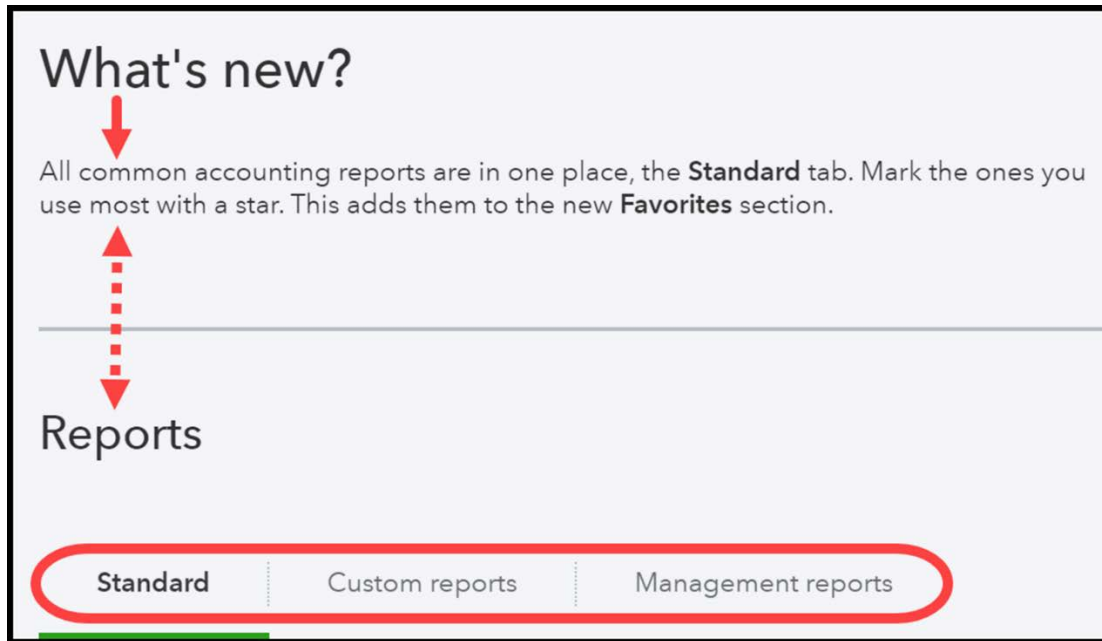 What's new?
All common accounting reports are in one place, the Standard tab. Mark the ones you
use most with a star. This adds them to the new Favorites section.
Reports
Standard Custom reports Management reports